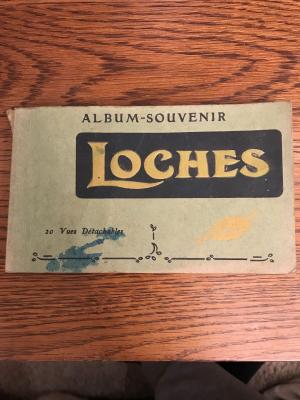 ALBUM-SOUVENIR
LOCHES
20 Vues Détachables